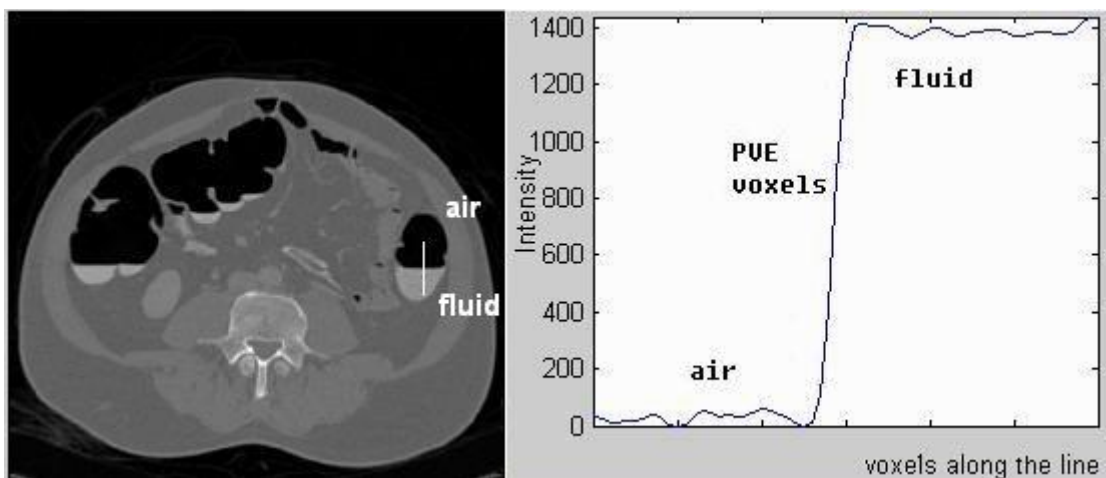 air
fluid
1400
1200
1000
800
600
400
200
0
Intensity
PVE
voxels
fluid
air
voxels along the line